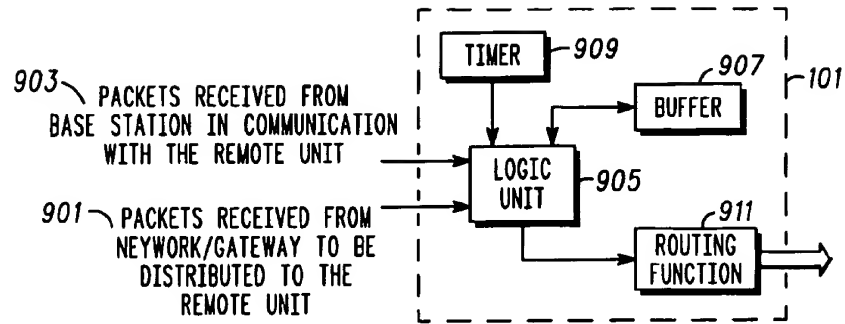 TIMER
909
907
BUFFER
101
903
PACKETS RECEIVED FROM
BASE STATION IN COMMUNICATION
WITH THE REMOTE UNIT
LOGIC
UNIT
905
901
PACKETS RECEIVED FROM
NEYWORK/GATEWAY TO BE
DISTRIBUTED TO THE
REMOTE UNIT
911
ROUTING
FUNCTION